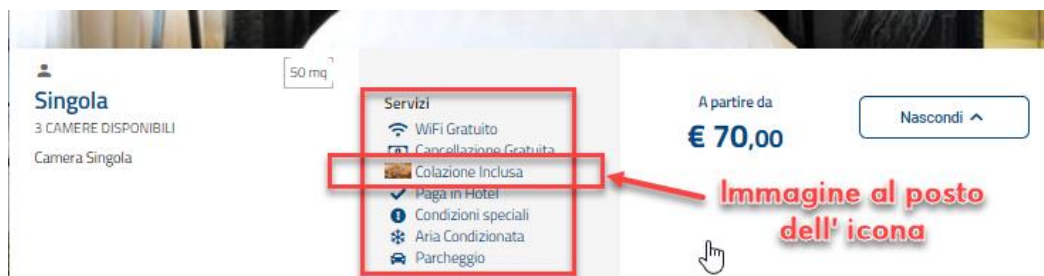 50 mq
Singola
3 CAMERE DISPONIBILI
Camera Singola
Servizi
WiFi Gratuito
Cancellazione Gratuita
Colazione Inclusa
Paga in Hotel
Condizioni speciali
Aria Condizionata
Parcheggio
A partire da
€ 70,00
Nascondi
Immagine al posto
dell' icona